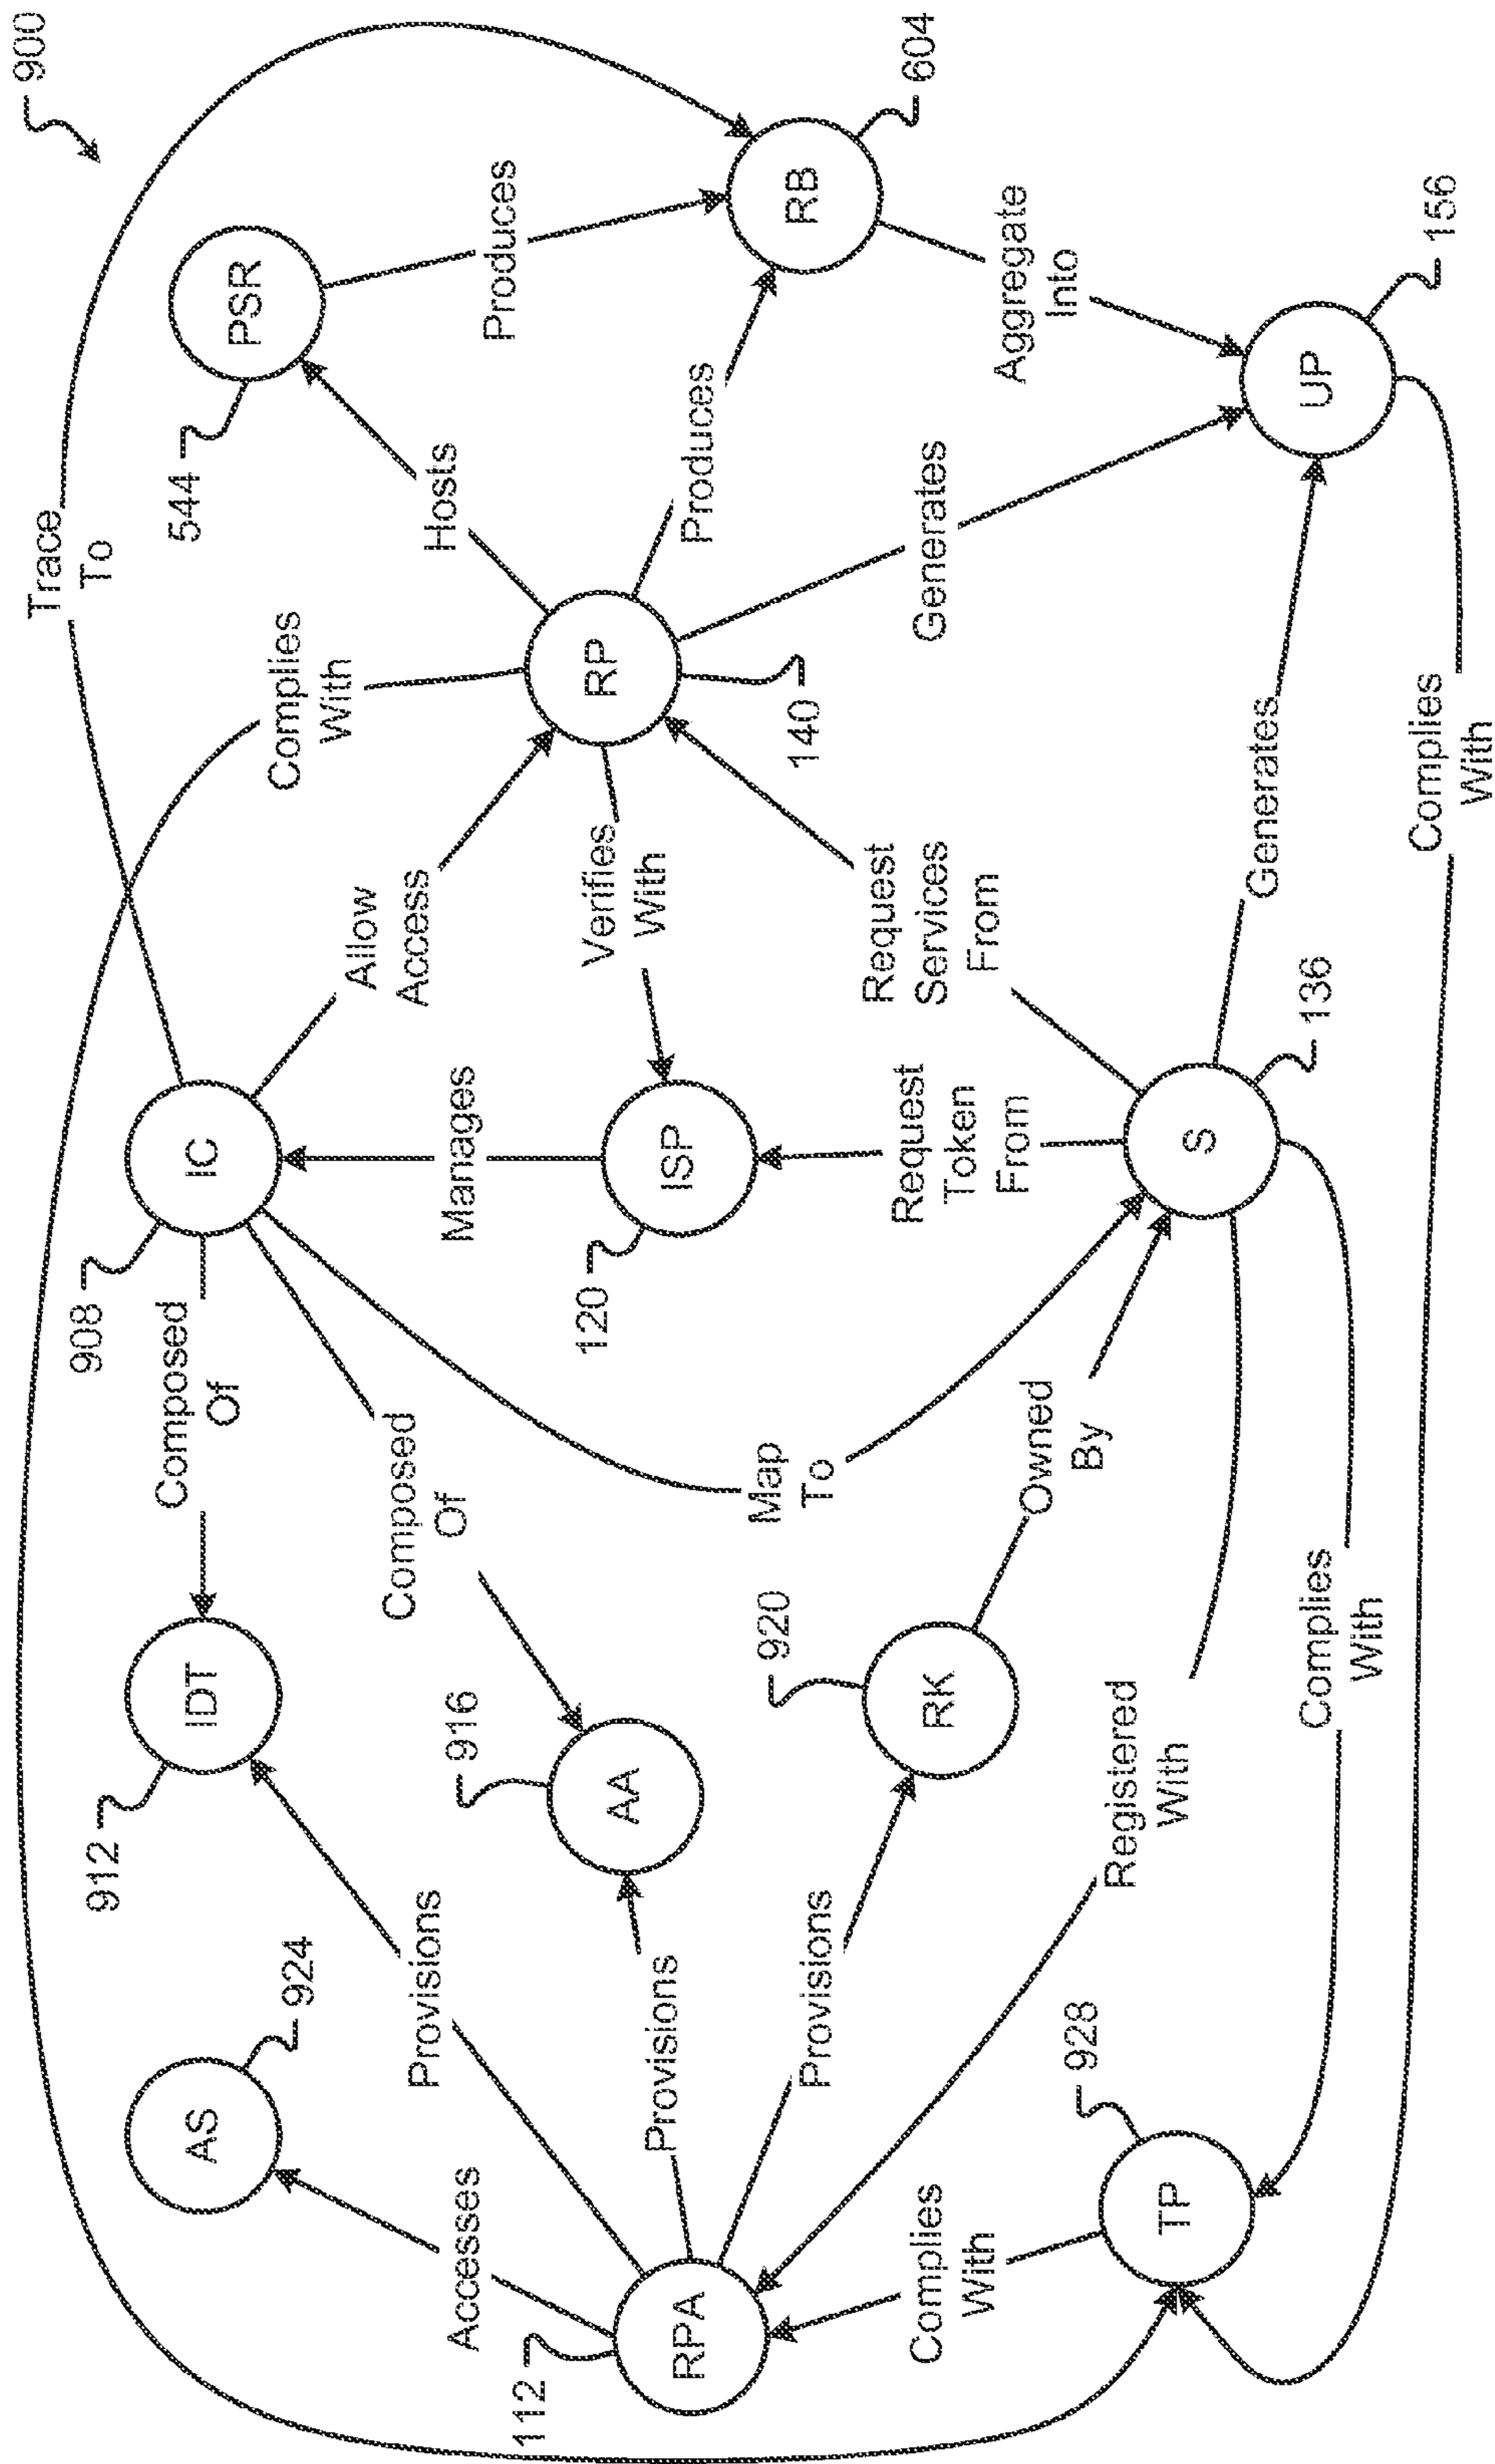 900
Trace
To
908
912
Composed
Of
544
AS
IDT
IC
PSR
924
Complies
With
Allow
Access
Provisions
Composed
Of
Hosts
Accesses
916
Manages
Produces
112
120
RPA
AA
ISP
RP
Verifies
With
Provisions
Produces
920
Map
To
140
RB
604
Provisions
Request
Services
From
Complies
With
RK
Request
Token
From
Generates
Owned
By
Aggregate
Into
928
Registered
With
TP
S
Generates
136
UP
Complies
With
156
Complies
With